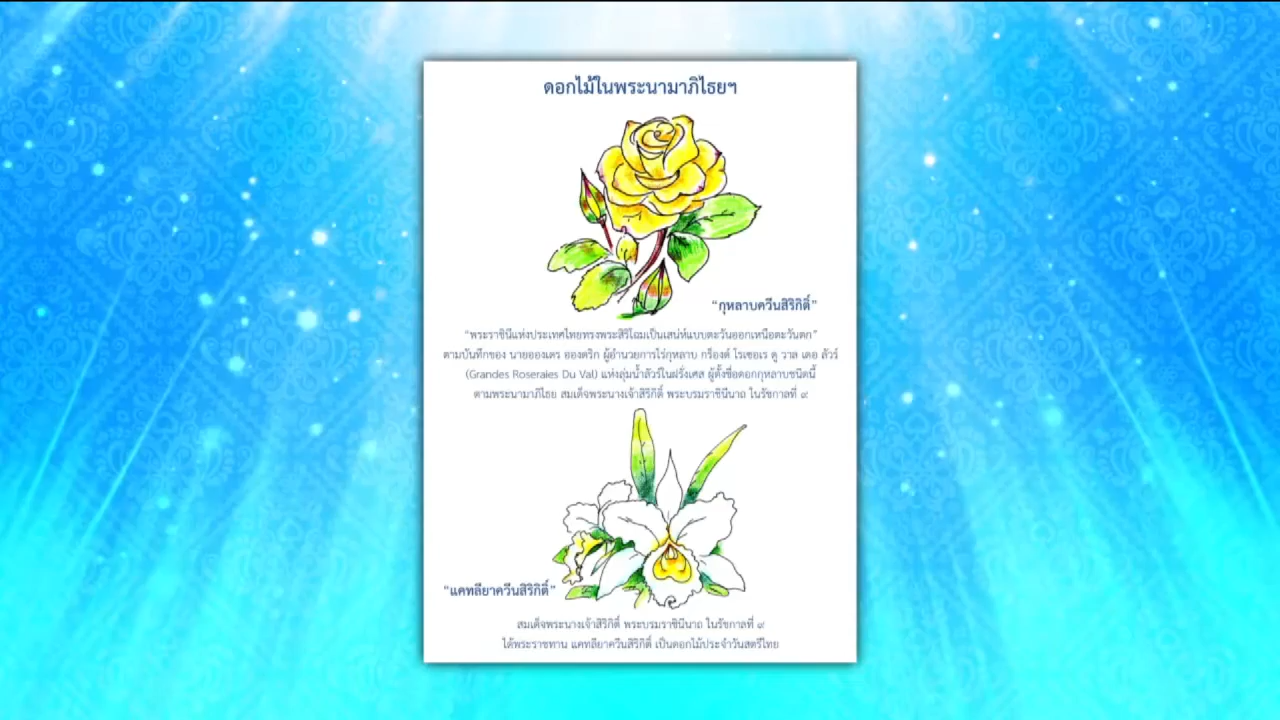 ดอกไม้ในพระนามาภิไธยฯ
“กุหลาบควีนสิริกิติ์”
“พระราชินีแห่งประเทศไทยทรงพระสิริโฉมเป็นเสน่ห์แบบตะวันออกเหนือตะวันตก”
ตามบันทึกของ นายอองเดร อองดริก ผู้อำนวยการไร่กุหลาบ กร็องด์ โรเซอเร ดู วาล เดอ ลัวร์
(Grandes Roseraies Du Val) แห่งลุ่มน้ำลัวร์ในฝรั่งเศส ผู้ตั้งชื่อดอกกุหลาบชนิดนี้
ตามพระนามาภิไธย สมเด็จพระนางเจ้าสิริกิติ์ พระบรมราชินีนาถ ในรัชกาลที่ ๙
“แคทลียาควีนสิริกิติ์”
สมเด็จพระนางเจ้าสิริกิติ์ พระบรมราชินีนาถ ในรัชกาลที่ ๙
ได้พระราชทาน แคทลียาควีนสิริกิติ์ เป็นดอกไม้ประจำวันสตรีไทย